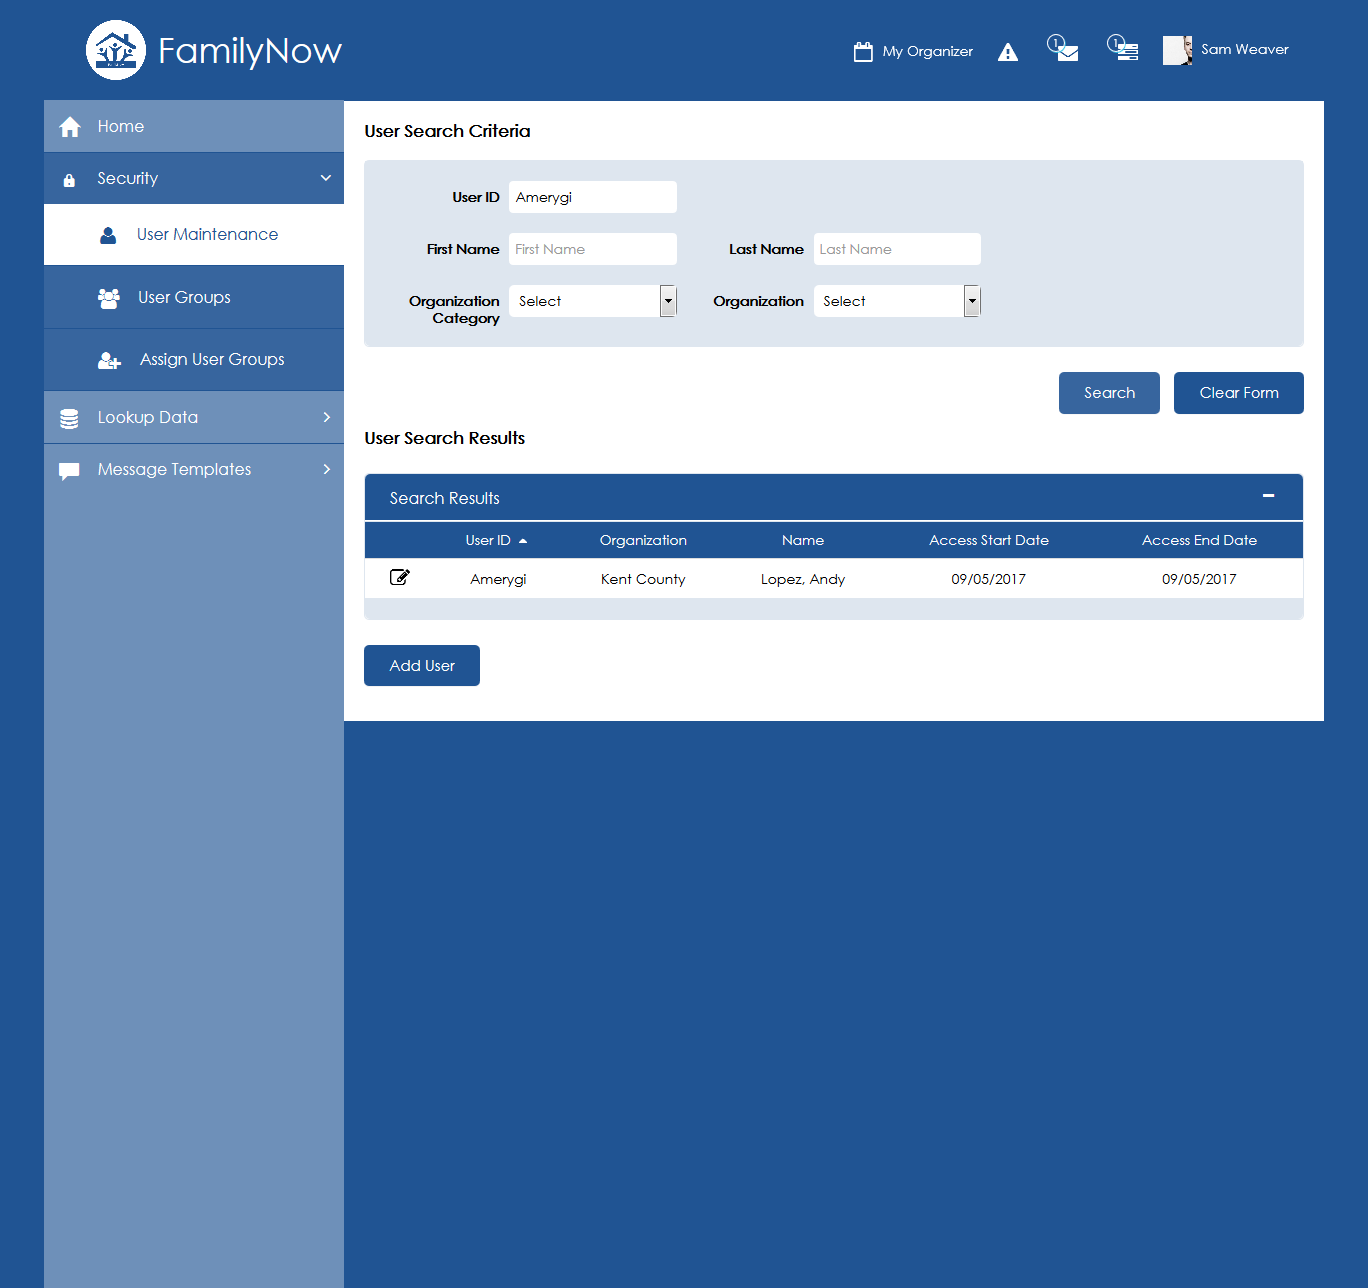 FamilyNow
My Organizer
1
1
Sam Weaver
Home
Security
User Maintenance
User Groups
Assign User Groups
Lookup Data
Message Templates
User Search Criteria
User ID Amerygi
First Name First Name Last Name Last Name
Organization Category Select Organization Select
Search Clear Form
User Search Results
Search Results
User ID Organization Name Access Start Date Access End Date
Amerygi Kent County Lopez, Andy 09/05/2017 09/05/2017
Add User